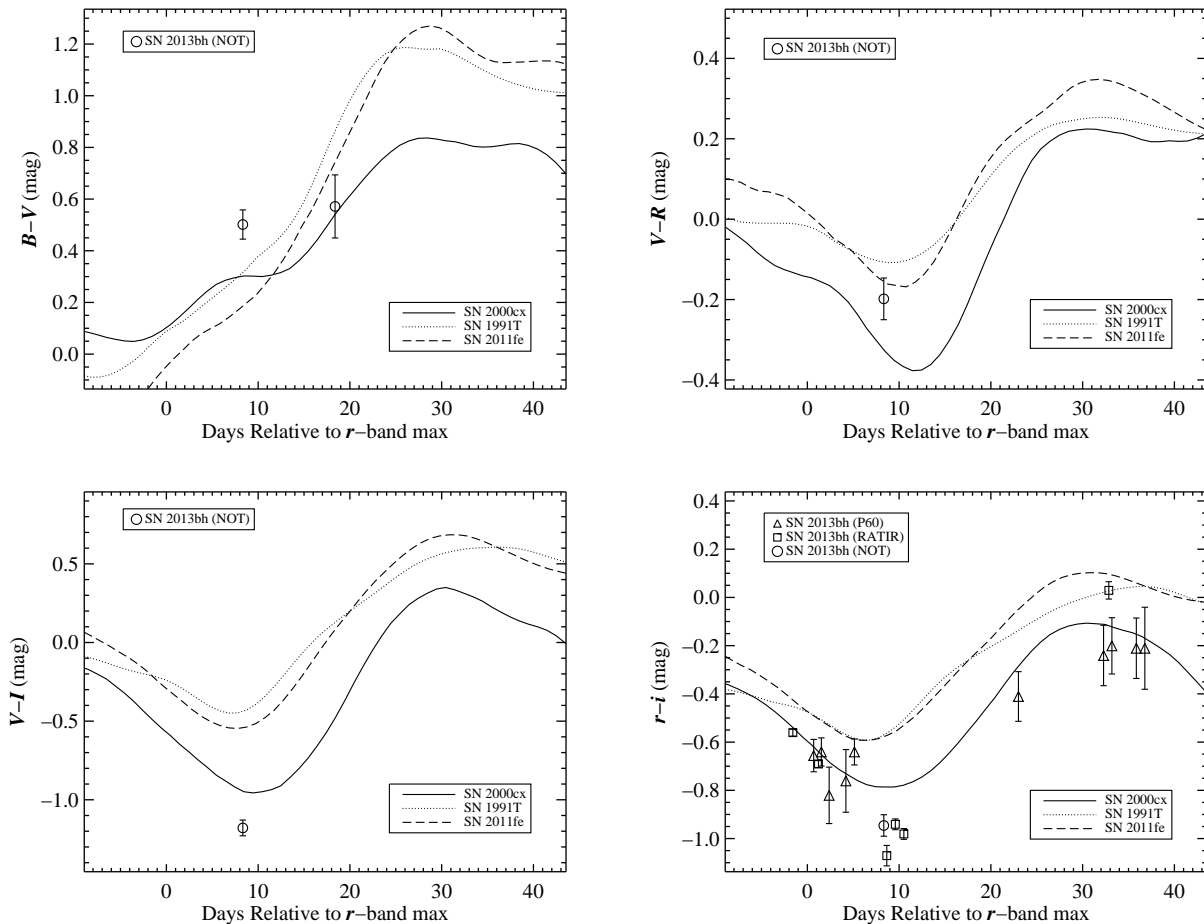 1.2
1.0
0.8
0.6
0.4
0.2
0.0
B−V (mag)
SN 2013bh (NOT)
SN 2000cx
SN 1991T
SN 2011fe
0 10 20 30 40
Days Relative to r−band max
0.4
0.2
0.0
−0.2
−0.4
V−R (mag)
SN 2013bh (NOT)
SN 2000cx
SN 1991T
SN 2011fe
0 10 20 30 40
Days Relative to r−band max
0.5
0.0
−0.5
−1.0
V−I (mag)
SN 2013bh (NOT)
SN 2000cx
SN 1991T
SN 2011fe
0 10 20 30 40
Days Relative to r−band max
0.4
0.2
0.0
−0.2
−0.4
−0.6
−0.8
−1.0
r−i (mag)
SN 2013bh (P60)
SN 2013bh (RATIR)
SN 2013bh (NOT)
SN 2000cx
SN 1991T
SN 2011fe
0 10 20 30 40
Days Relative to r−band max